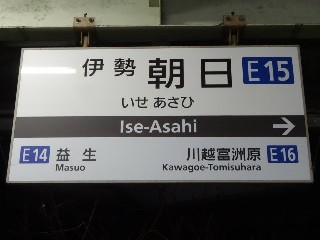 伊勢 朝日 E15
いせ あさひ
Ise-Asahi →
E14 益生 川越富洲原 E16
Masuo Kawagoe-Tomisuhara